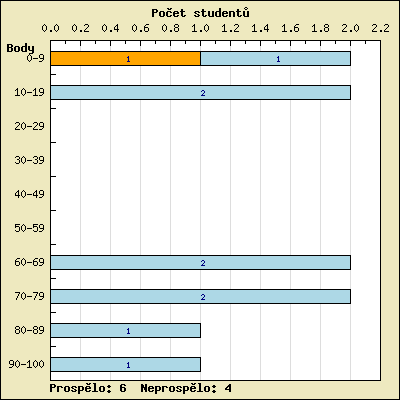 Počet studentů
0.0 0.2 0.4 0.6 0.8 1.0 1.2 1.4 1.6 1.8 2.0 2.2
Body
0-9 1 1
10-19 2
20-29
30-39
40-49
50-59
60-69 2
70-79 2
80-89 1
90-100 1
Prospělo: 6 Neprospělo: 4